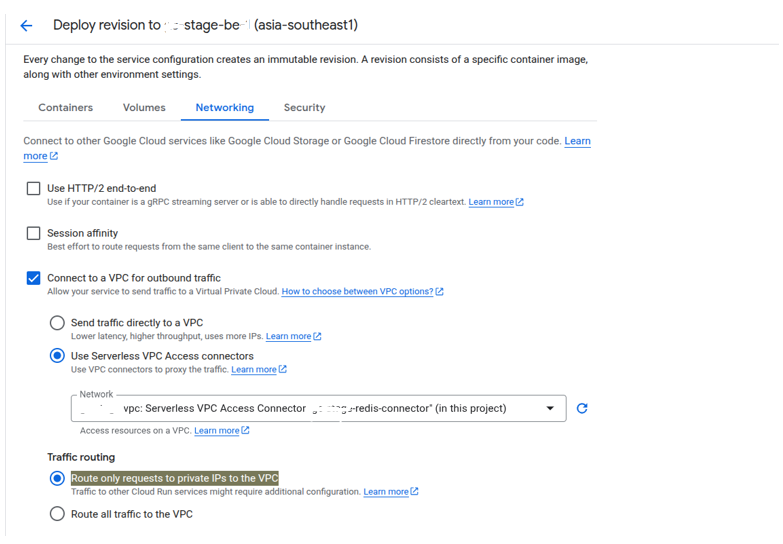 Deploy revision to -stage-be (asia-southeast1)
Every change to the service configuration creates an immutable revision. A revision consists of a specific container image,
along with other environment settings.
Containers Volumes Networking Security
Connect to other Google Cloud services like Google Cloud Storage or Google Cloud Firestore directly from your code. Learn
more
Use HTTP/2 end-to-end
Use if your container is a gRPC streaming server or is able to directly handle requests in HTTP/2 cleartext. Learn more
Session affinity
Best effort to route requests from the same client to the same container instance.
Connect to a VPC for outbound traffic
Allow your service to send traffic to a Virtual Private Cloud. How to choose between VPC options?
Send traffic directly to a VPC
Lower latency, higher throughput, uses more IPs. Learn more
Use Serverless VPC Access connectors
Use VPC connectors to proxy the traffic. Learn more
Network
vpc: Serverless VPC Access Connector -redis-connector" (in this project)
Access resources on a VPC. Learn more
Traffic routing
Route only requests to private IPs to the VPC
Traffic to other Cloud Run services might require additional configuration. Learn more
Route all traffic to the VPC